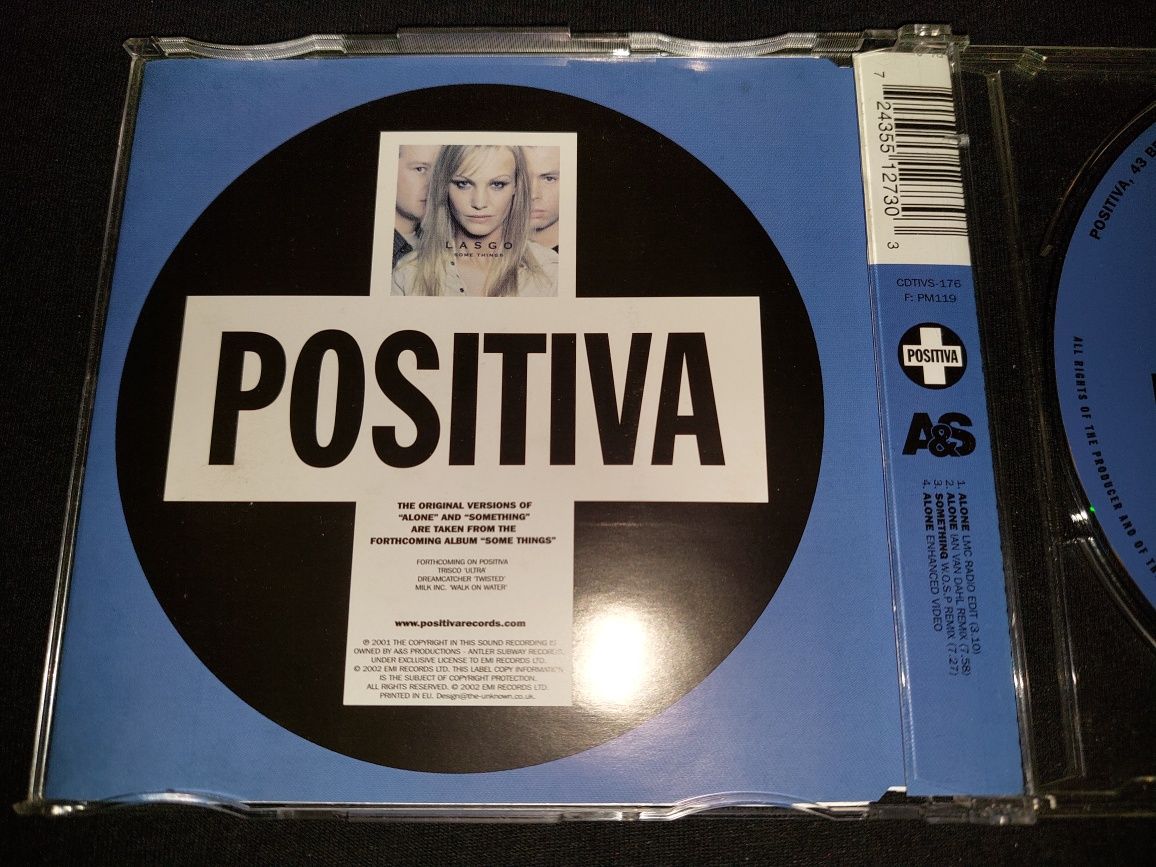 LASGO
SOME THINGS
POSITIVA
THE ORIGINAL VERSIONS OF
“ALONE” AND “SOMETHING”
ARE TAKEN FROM THE
FORTHCOMING ALBUM “SOME THINGS”
FORTHCOMING ON POSITIVA
TRISCO ‘ULTRA’
DREAMCATCHER ‘TWISTED’
MILK INC. ‘WALK ON WATER’
www.positivarecords.com
℗ 2001 THE COPYRIGHT IN THIS SOUND RECORDING IS
OWNED BY A&S PRODUCTIONS - ANTLER SUBWAY RECORDS,
UNDER EXCLUSIVE LICENSE TO EMI RECORDS LTD.
© 2002 EMI RECORDS LTD. THIS LABEL COPY INFORMATION
IS THE SUBJECT OF COPYRIGHT PROTECTION.
ALL RIGHTS RESERVED. © 2002 EMI RECORDS LTD.
PRINTED IN EU. Design@the-unknown.co.uk.
7 24355 12730 3
CDTIVS-176
F: PM119
POSITIVA
A&S
1. ALONE LMC RADIO EDIT (3.10)
2. ALONE IAN VAN DAHL REMIX (7.58)
3. SOMETHING W.O.S.P REMIX (7.27)
4. ALONE ENHANCED VIDEO
POSITIVA, 43
ALL RIGHTS OF THE PRODUCER AND OF